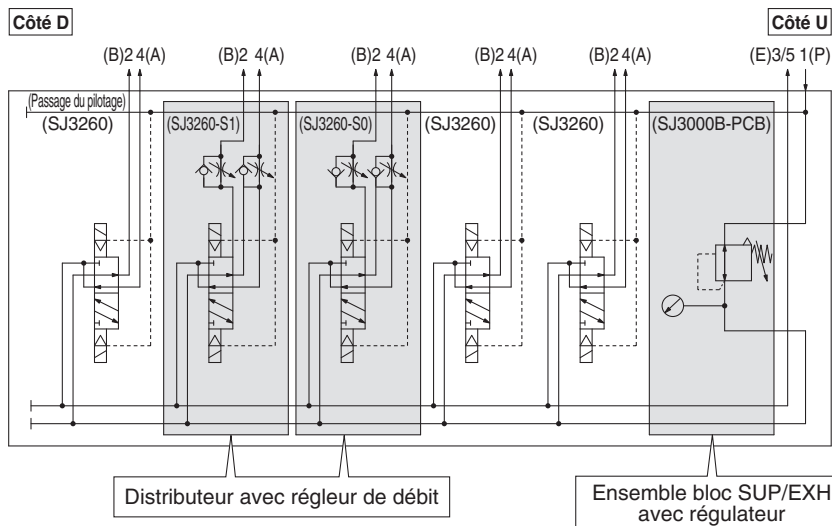 Côté D
Côté U
(B)2 4(A)
(B)2 4(A)
(B)2 4(A)
(B)2 4(A)
(B)2 4(A)
(E)3/5 1(P)
(Passage du pilotage)
(SJ3260)
(SJ3260-S1)
(SJ3260-S0)
(SJ3260)
(SJ3260)
(SJ3000B-PCB)
Distributeur avec régleur de débit
Ensemble bloc SUP/EXH
avec régulateur